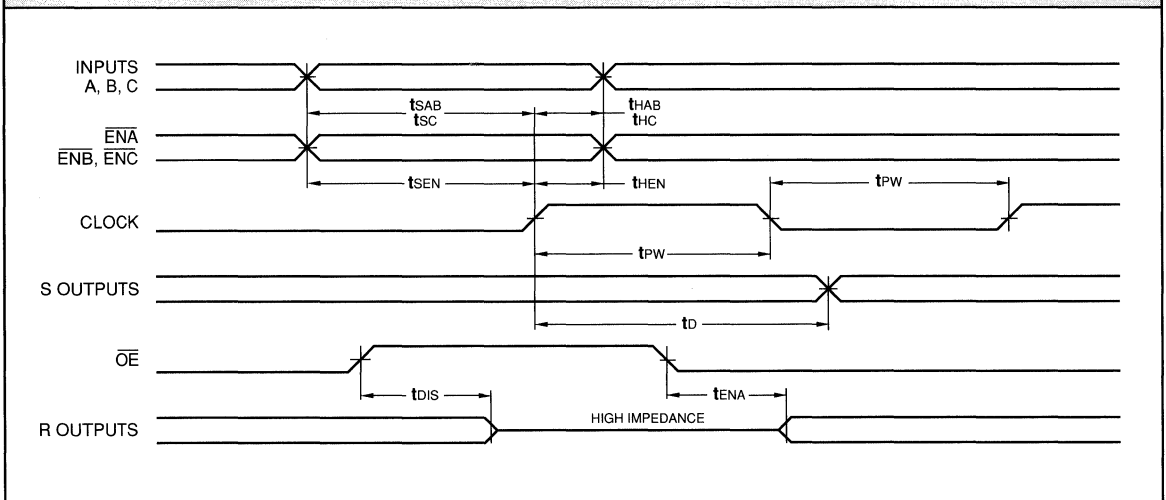 INPUTS
A, B, C
tSAB
tSC
tHAB
tHC
ENA
ENB, ENC
tSEN
tHEN
tPW
CLOCK
tPW
S OUTPUTS
tD
OE
tDIS
tENA
HIGH IMPEDANCE
R OUTPUTS